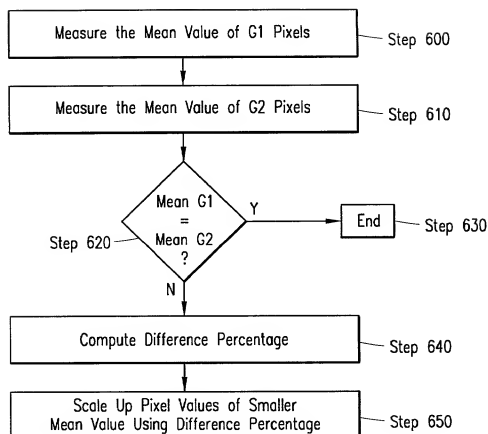 Measure the Mean Value of G1 Pixels
Step 600
Measure the Mean Value of G2 Pixels
Step 610
Mean G1
=
Mean G2
?
Step 620
Y
End
Step 630
N
Compute Difference Percentage
Step 640
Scale Up Pixel Values of Smaller
Mean Value Using Difference Percentage
Step 650